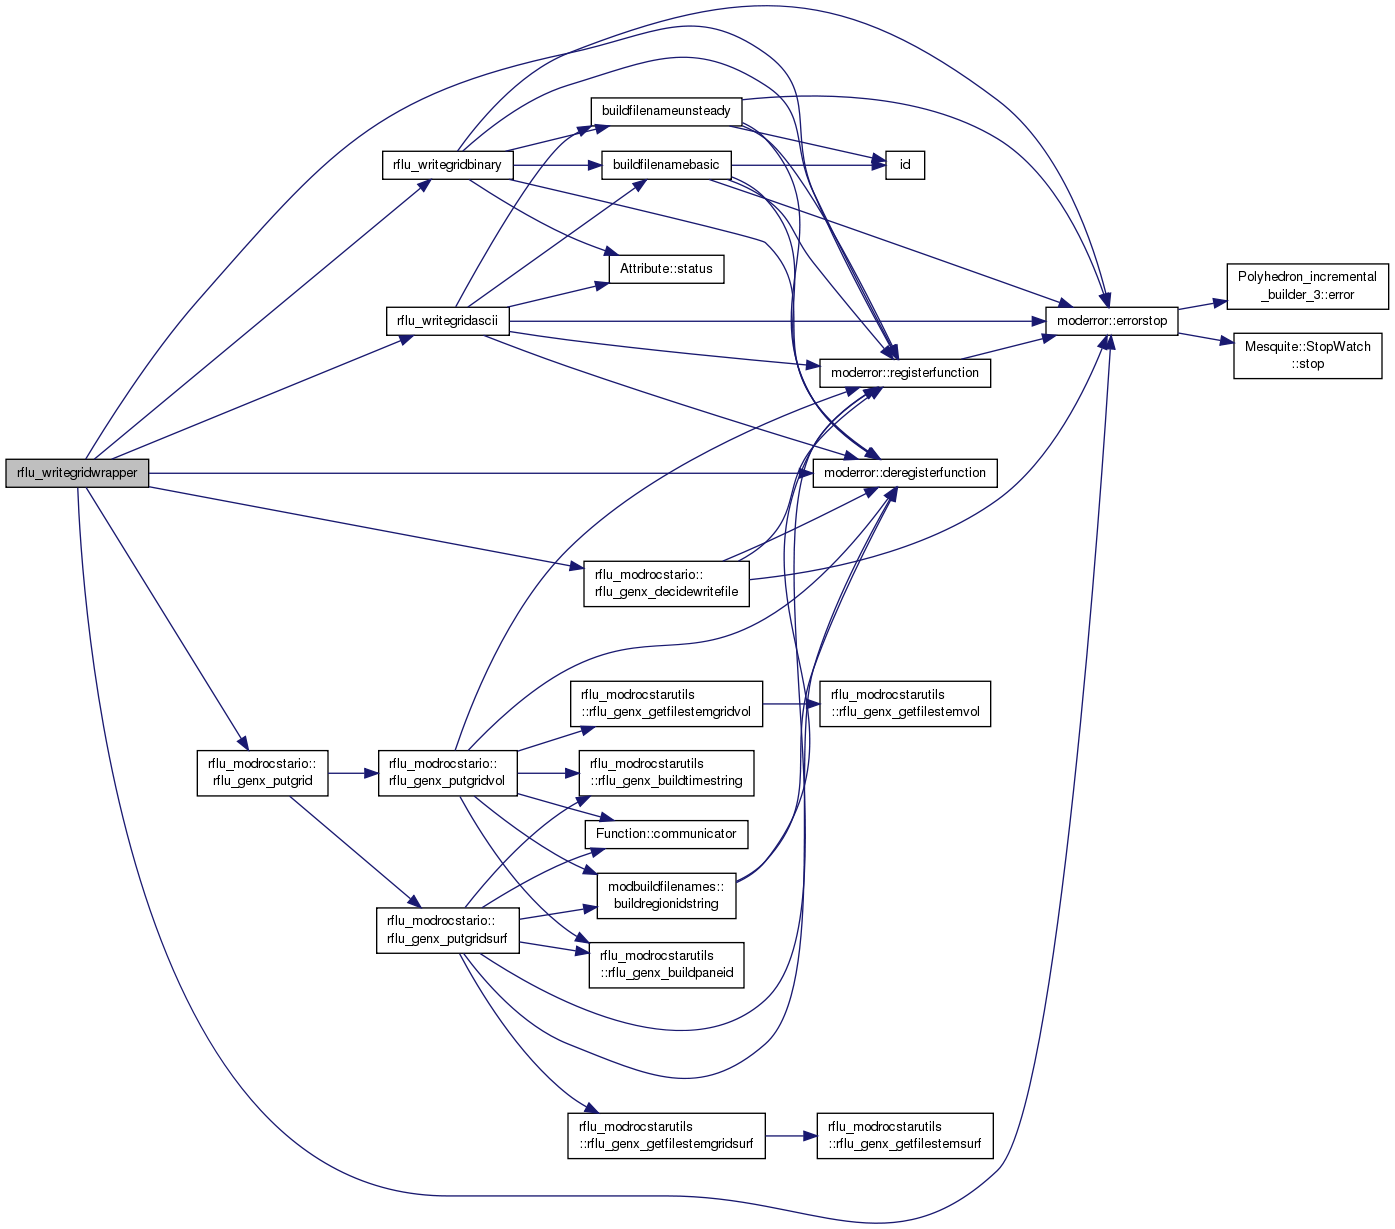 buildfilenameunsteady
rflu_writegridbinary
buildfilenamebasic
id
Attribute::status
Polyhedron_incremental
_builder_3::error
rflu_writegridascii
moderror::errorstop
Mesquite::StopWatch
::stop
moderror::registerfunction
rflu_writegridwrapper
moderror::deregisterfunction
rflu_modrocstario::
rflu_genx_decidewritefile
rflu_modrocstarutils
::rflu_genx_getfilestemgridvol
rflu_modrocstarutils
::rflu_genx_getfilestemvol
rflu_modrocstario::
rflu_genx_putgrid
rflu_modrocstario::
rflu_genx_putgridvol
rflu_modrocstarutils
::rflu_genx_buildtimestring
Function::communicator
modbuildfilenames::
buildregionidstring
rflu_modrocstario::
rflu_genx_putgridsurf
rflu_modrocstarutils
::rflu_genx_buildpaneid
rflu_modrocstarutils
::rflu_genx_getfilestemgridsurf
rflu_modrocstarutils
::rflu_genx_getfilestemsurf